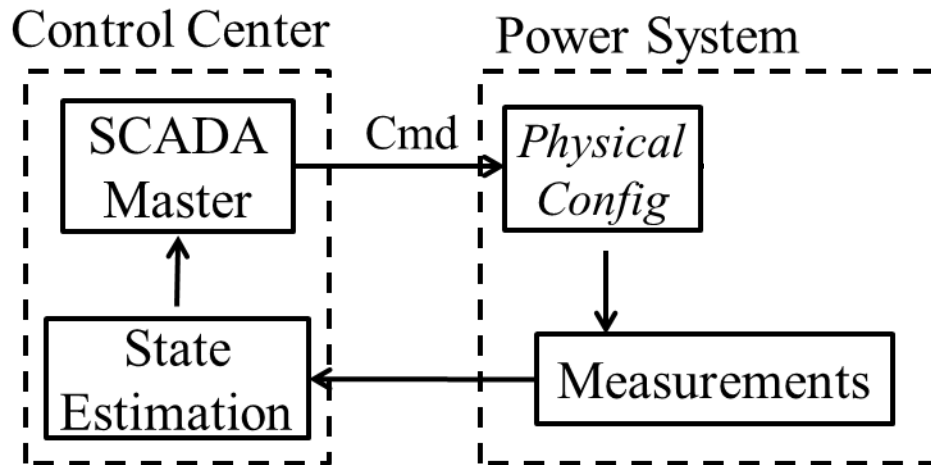 Control Center
Power System
SCADA
Master
Cmd
Physical
Config
State
Estimation
Measurements